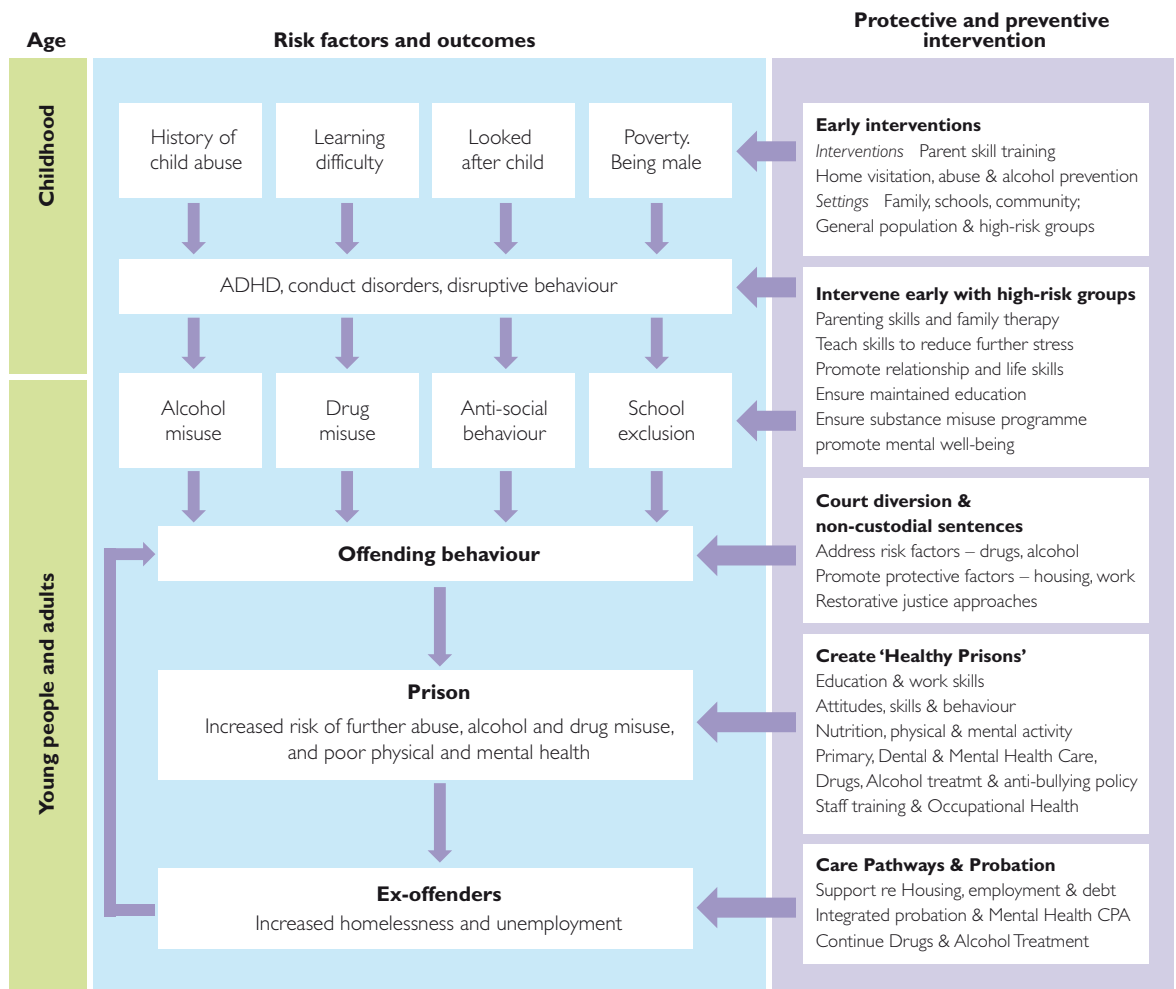 Age
Risk factors and outcomes
Protective and preventive
intervention
Childhood
History of
child abuse
Learning
difficulty
Looked
after child
Poverty.
Being male
Early interventions
Interventions Parent skill training
Home visitation, abuse & alcohol prevention
Settings Family, schools, community;
General population & high-risk groups
ADHD, conduct disorders, disruptive behaviour
Intervene early with high-risk groups
Parenting skills and family therapy
Teach skills to reduce further stress
Promote relationship and life skills
Ensure maintained education
Ensure substance misuse programme
promote mental well-being
Young people and adults
Alcohol
misuse
Drug
misuse
Anti-social
behaviour
School
exclusion
Offending behaviour
Court diversion &
non-custodial sentences
Address risk factors – drugs, alcohol
Promote protective factors – housing, work
Restorative justice approaches
Prison
Increased risk of further abuse, alcohol and drug misuse,
and poor physical and mental health
Create ‘Healthy Prisons’
Education & work skills
Attitudes, skills & behaviour
Nutrition, physical & mental activity
Primary, Dental & Mental Health Care,
Drugs, Alcohol treatmt & anti-bullying policy
Staff training & Occupational Health
Ex-offenders
Increased homelessness and unemployment
Care Pathways & Probation
Support re Housing, employment & debt
Integrated probation & Mental Health CPA
Continue Drugs & Alcohol Treatment